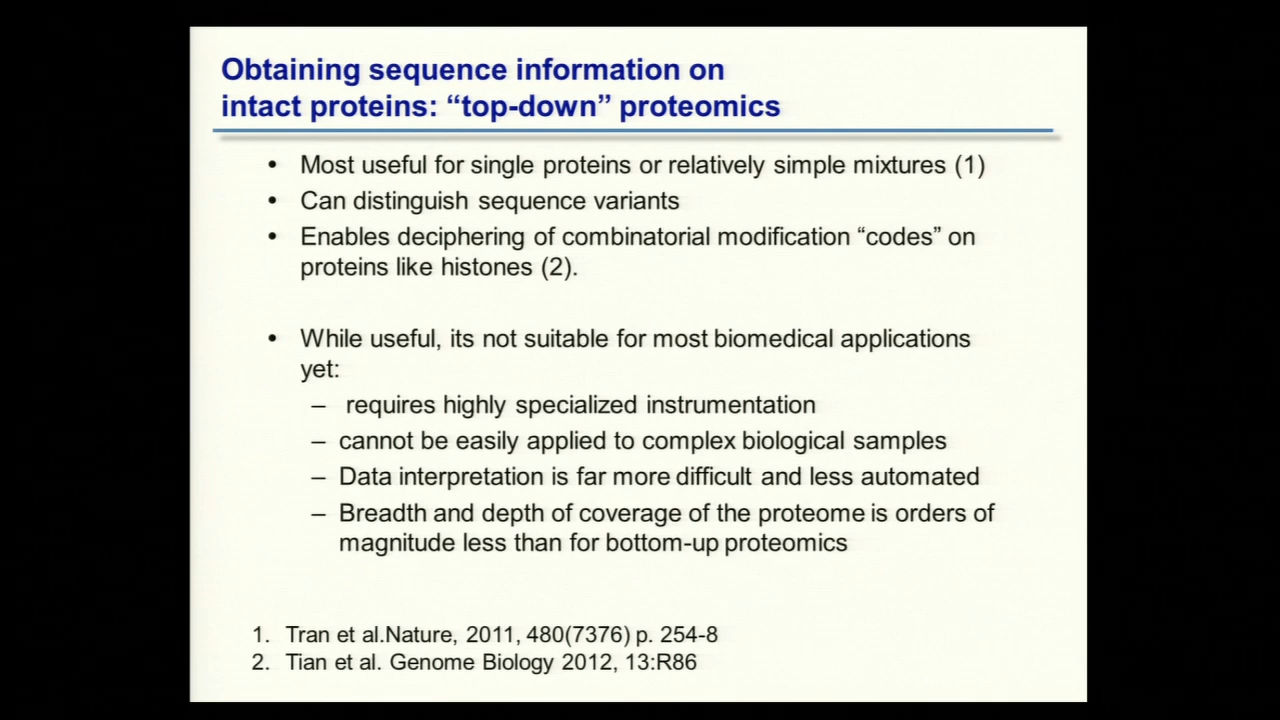 Obtaining sequence information on
intact proteins: “top-down” proteomics
• Most useful for single proteins or relatively simple mixtures (1)
• Can distinguish sequence variants
• Enables deciphering of combinatorial modification “codes” on
proteins like histones (2).
• While useful, its not suitable for most biomedical applications
yet:
– requires highly specialized instrumentation
– cannot be easily applied to complex biological samples
– Data interpretation is far more difficult and less automated
– Breadth and depth of coverage of the proteome is orders of
magnitude less than for bottom-up proteomics
1. Tran et al.Nature, 2011, 480(7376) p. 254-8
2. Tian et al. Genome Biology 2012, 13:R86